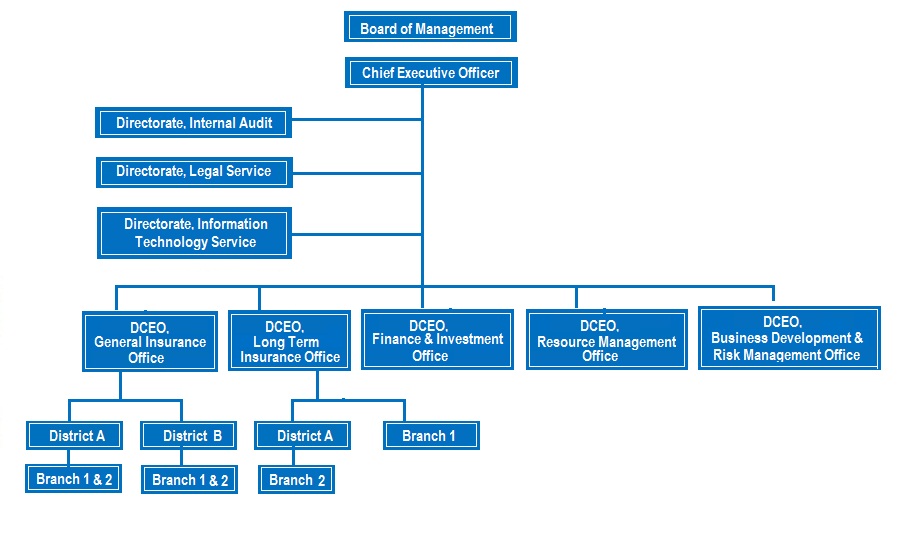 Board of Management
Chief Executive Officer
Directorate, Internal Audit
Directorate, Legal Service
Directorate, Information
Technology Service
DCEO,
General Insurance
Office
DCEO,
Long Term
Insurance Office
DCEO,
Finance & Investment
Office
DCEO,
Resource Management
Office
DCEO,
Business Development &
Risk Management Office
District A
District B
District A
Branch 1
Branch 1 & 2
Branch 1 & 2
Branch 2